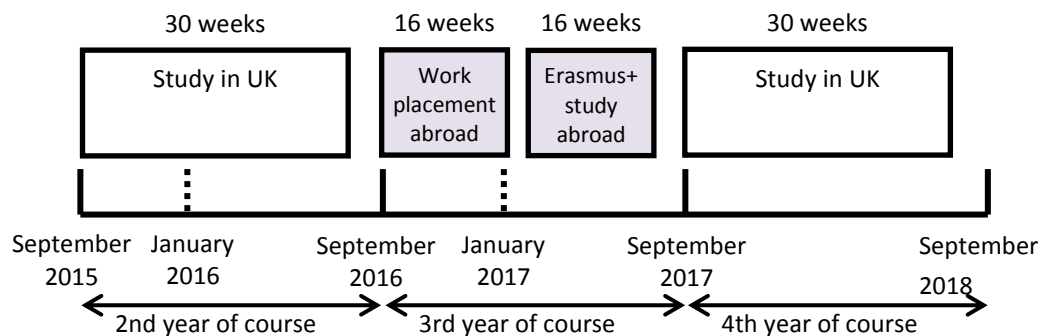 30 weeks 16 weeks 16 weeks 30 weeks
Study in UK
Work
placement
abroad
Erasmus+
study
abroad
Study in UK
September
2015
January
2016
September
2016
January
2017
September
2017
September
2018
2nd year of course 3rd year of course 4th year of course